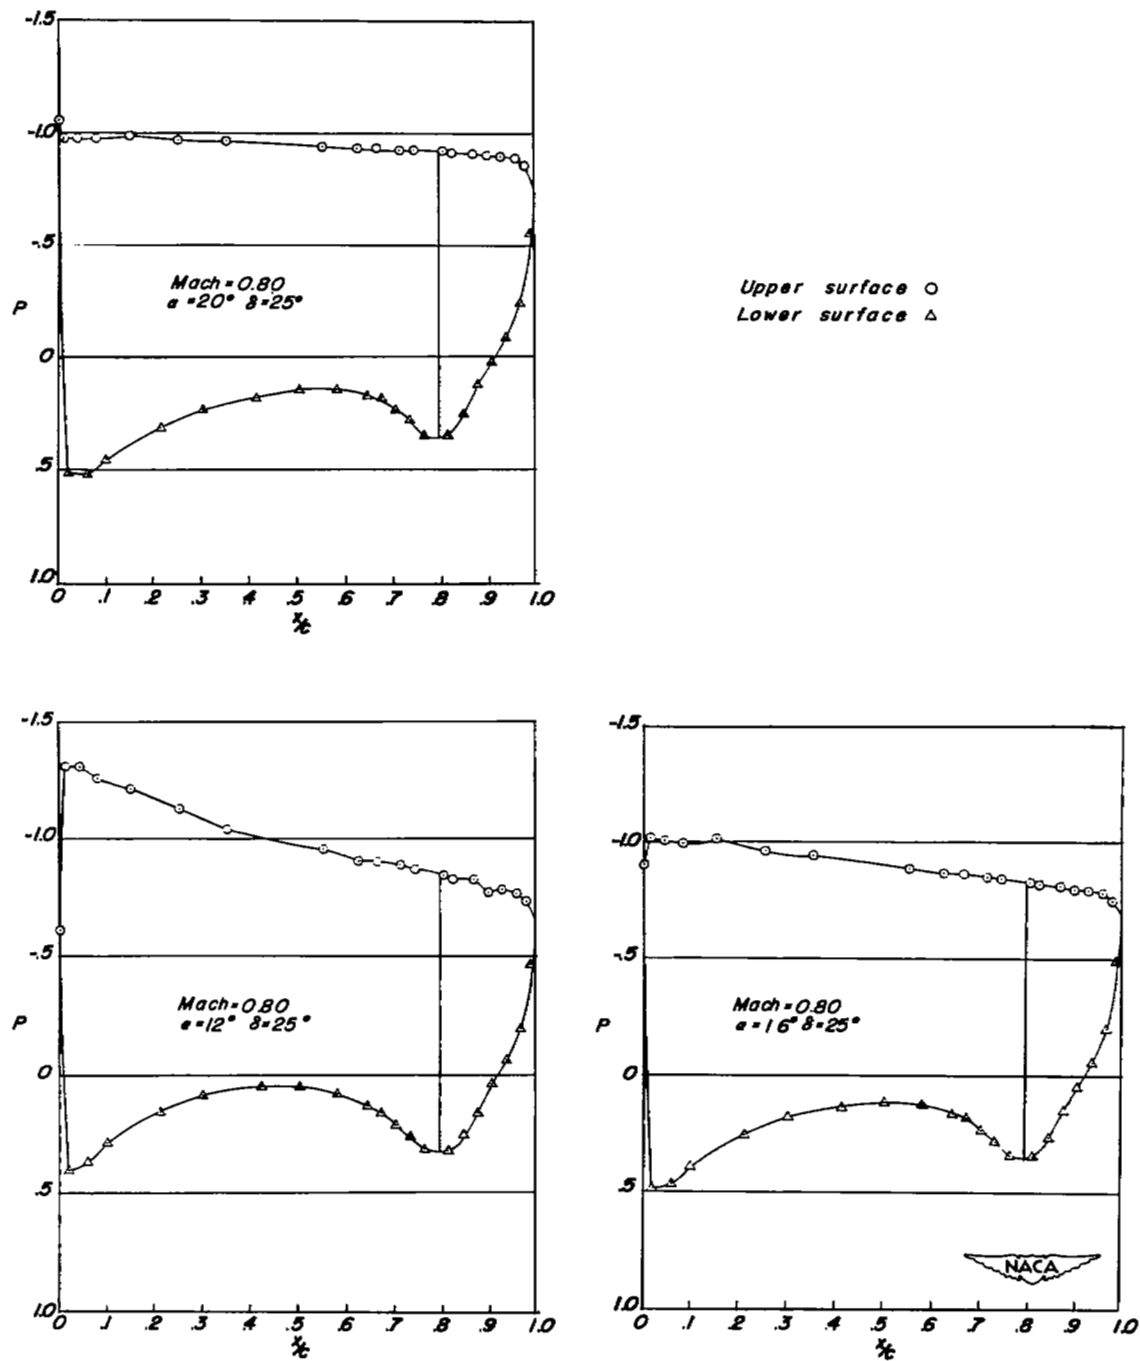 -1.5
-1.0
-.5
Mach=0.80
α=20° δ=25°
P
0
.5
1.0
0 .1 .2 .3 .4 .5 .6 .7 .8 .9 1.0
x/c
Upper surface ○
Lower surface △
-1.5
-1.0
-.5
Mach=0.80
α=12° δ=25°
P
0
.5
1.0
0 .1 .2 .3 .4 .5 .6 .7 .8 .9 1.0
x/c
-1.5
-1.0
-.5
Mach=0.80
α=16° δ=25°
P
0
.5
NACA
1.0
0 .1 .2 .3 .4 .5 .6 .7 .8 .9 1.0
x/c